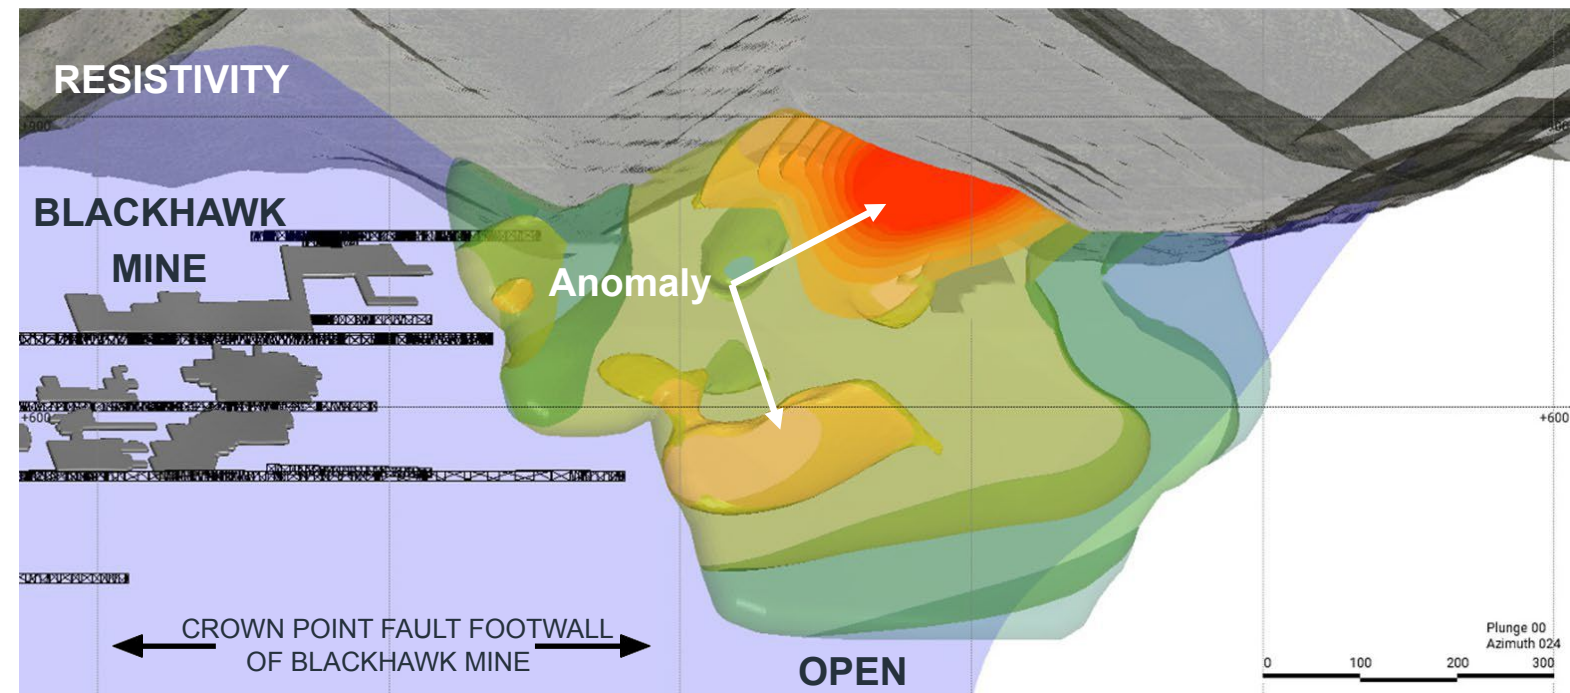 RESISTIVITY
+900
BLACKHAWK
MINE
Anomaly
+600
+600
CROWN POINT FAULT FOOTWALL
OF BLACKHAWK MINE
OPEN
Plunge 00
Azimuth 024
0 100 200 300